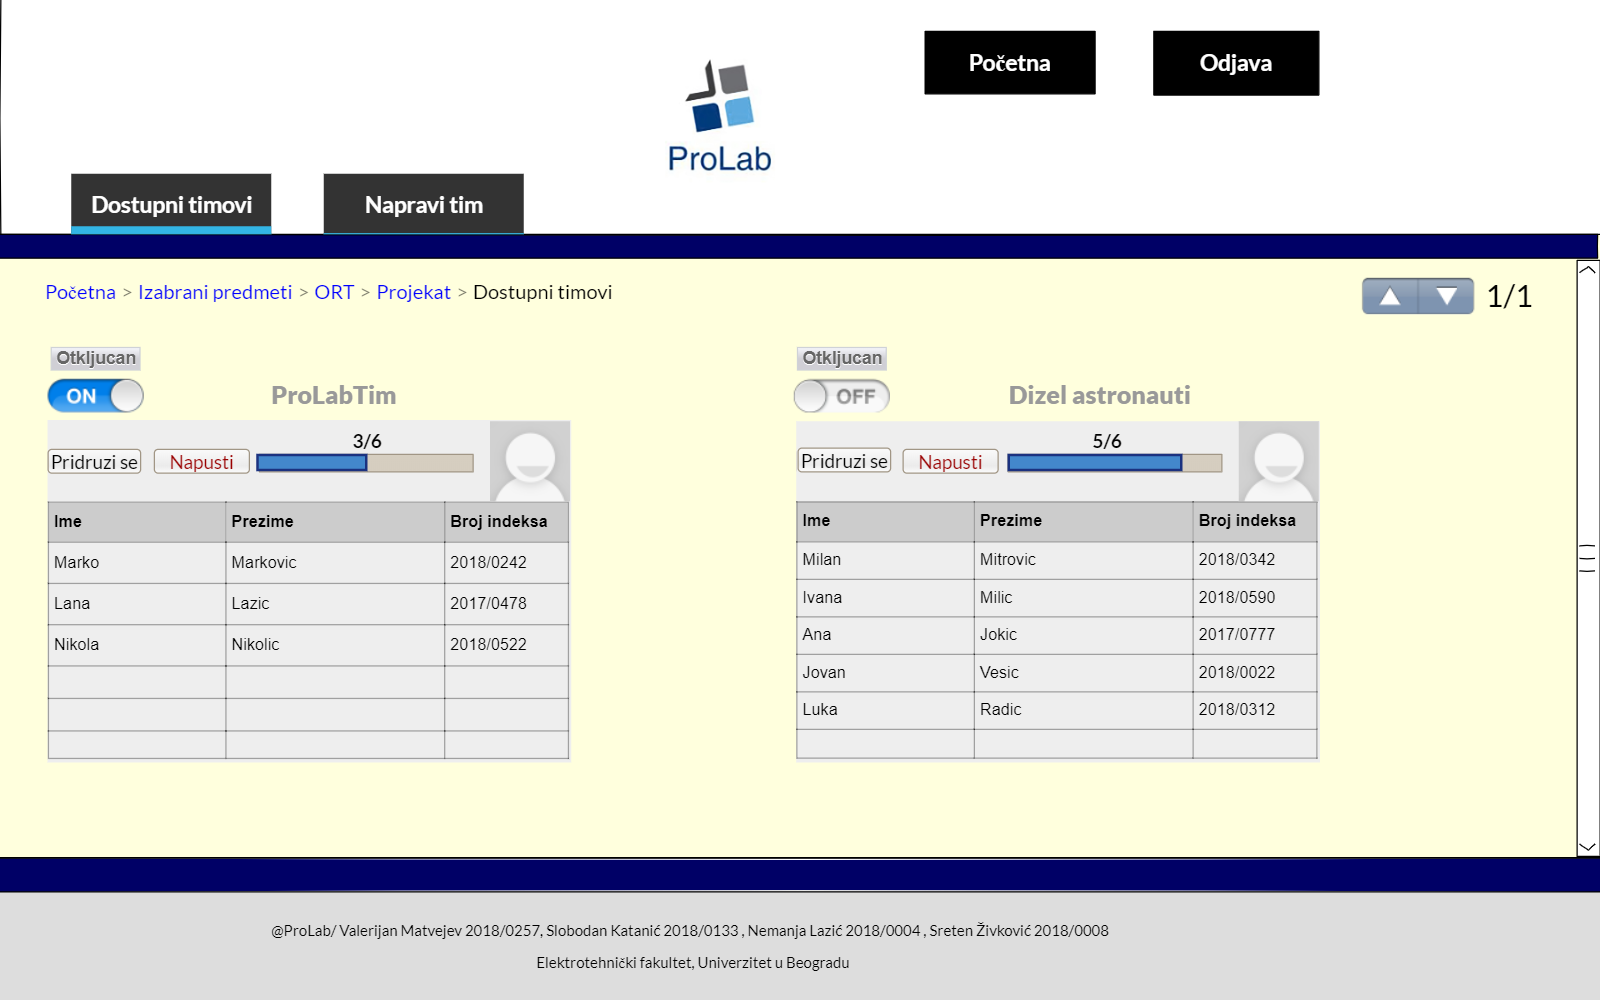 Početna
Odjava
ProLab
Dostupni timovi
Napravi tim
Početna > Izabrani predmeti > ORT > Projekat > Dostupni timovi
1/1
Otkljucan
ON
ProLabTim
3/6
Pridruzi se
Napusti
Ime Prezime Broj indeksa
Marko Markovic 2018/0242
Lana Lazic 2017/0478
Nikola Nikolic 2018/0522
Otkljucan
OFF
Dizel astronauti
5/6
Pridruzi se
Napusti
Ime Prezime Broj indeksa
Milan Mitrovic 2018/0342
Ivana Milic 2018/0590
Ana Jokic 2017/0777
Jovan Vesic 2018/0022
Luka Radic 2018/0312
@ProLab/ Valerijan Matvejev 2018/0257, Slobodan Katanić 2018/0133 , Nemanja Lazić 2018/0004 , Sreten Živković 2018/0008
Elektrotehnički fakultet, Univerzitet u Beogradu